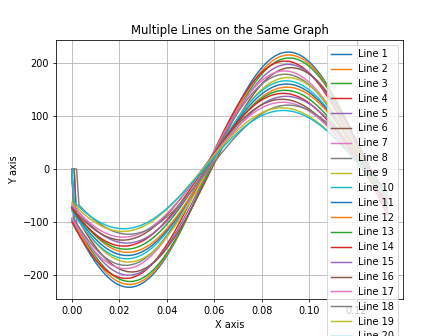 Multiple Lines on the Same Graph
Y axis
200
100
0
−100
−200
0.00
0.02
0.04
0.06
0.08
0.10
X axis
Line 1
Line 2
Line 3
Line 4
Line 5
Line 6
Line 7
Line 8
Line 9
Line 10
Line 11
Line 12
Line 13
Line 14
Line 15
Line 16
Line 17
Line 18
Line 19
Line 20